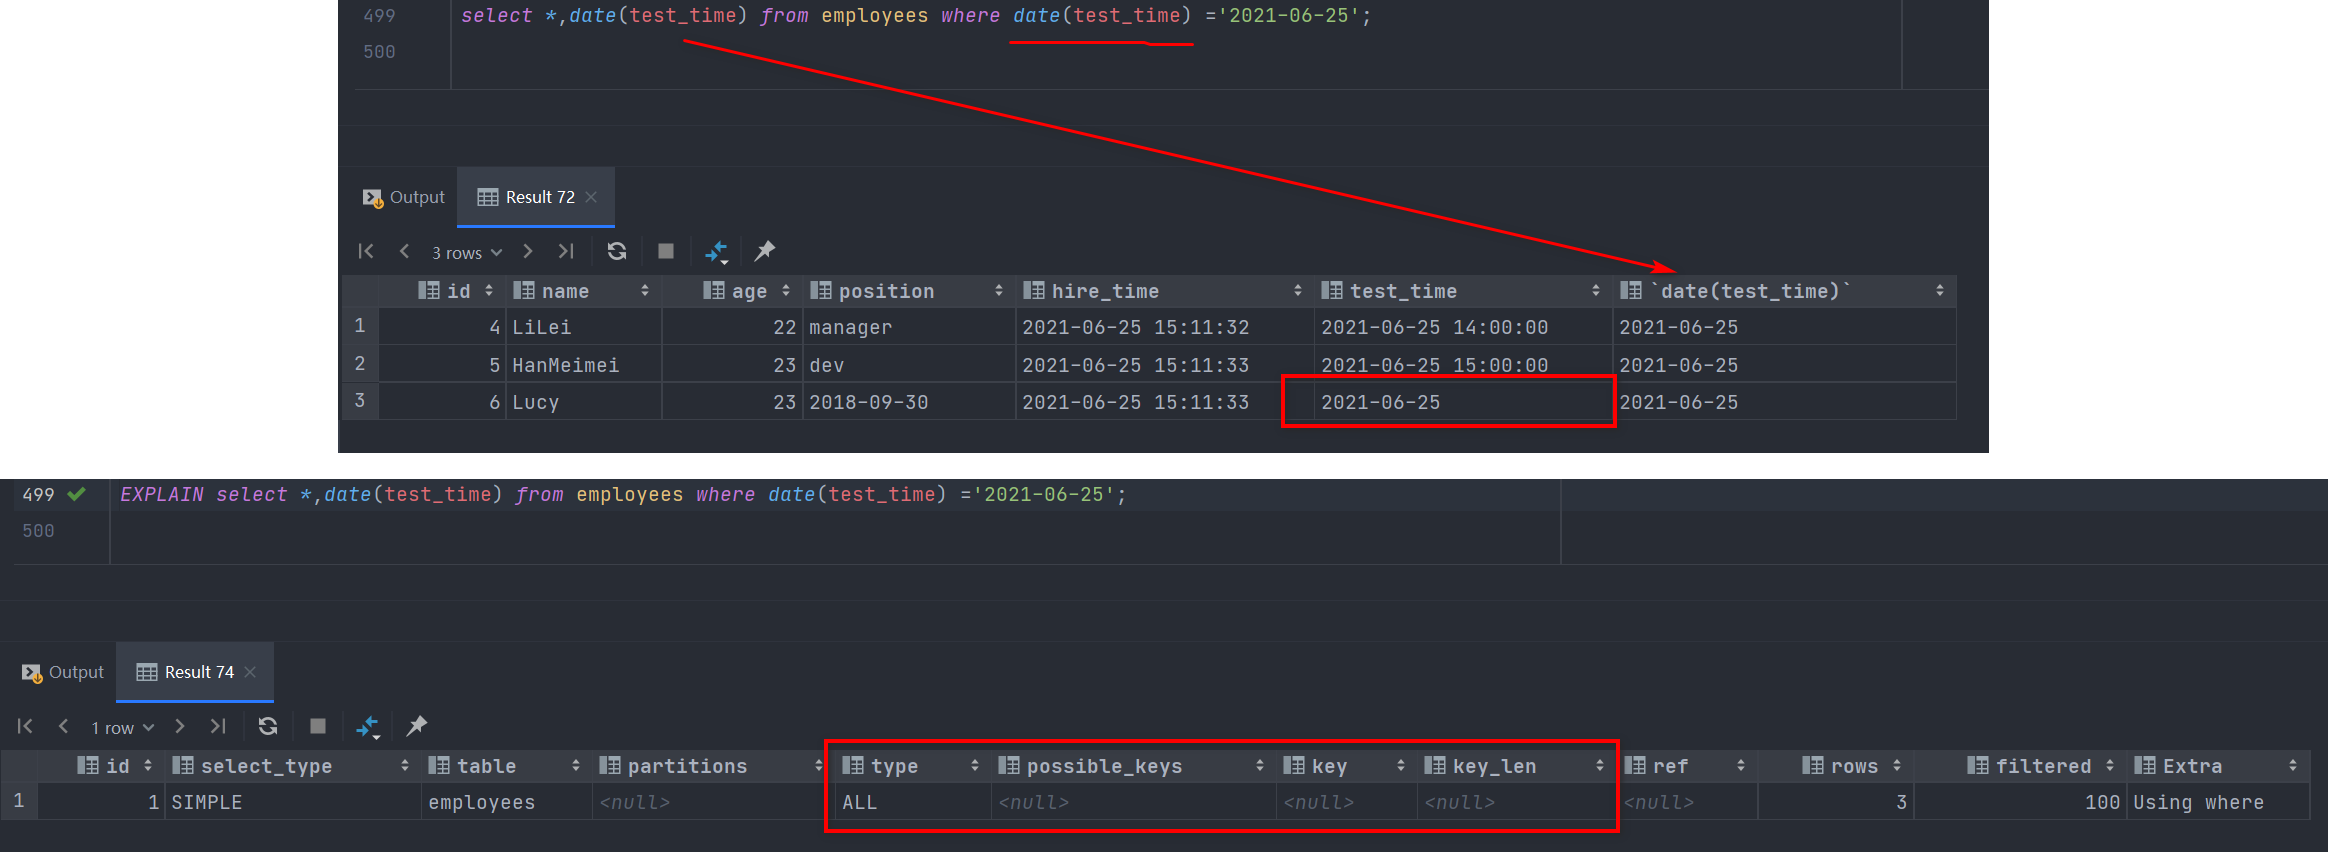 499 select *,date(test_time) from employees where date(test_time) ='2021-06-25';
500
Output Result 72
3 rows
id name age position hire_time test_time `date(test_time)`
1 4 LiLei 22 manager 2021-06-25 15:11:32 2021-06-25 14:00:00 2021-06-25
2 5 HanMeimei 23 dev 2021-06-25 15:11:33 2021-06-25 15:00:00 2021-06-25
3 6 Lucy 23 2018-09-30 2021-06-25 15:11:33 2021-06-25 2021-06-25
499 EXPLAIN select *,date(test_time) from employees where date(test_time) ='2021-06-25';
500
Output Result 74
1 row
id select_type table partitions type possible_keys key key_len ref rows filtered Extra
1 1 SIMPLE employees <null> ALL <null> <null> <null> <null> 3 100 Using where